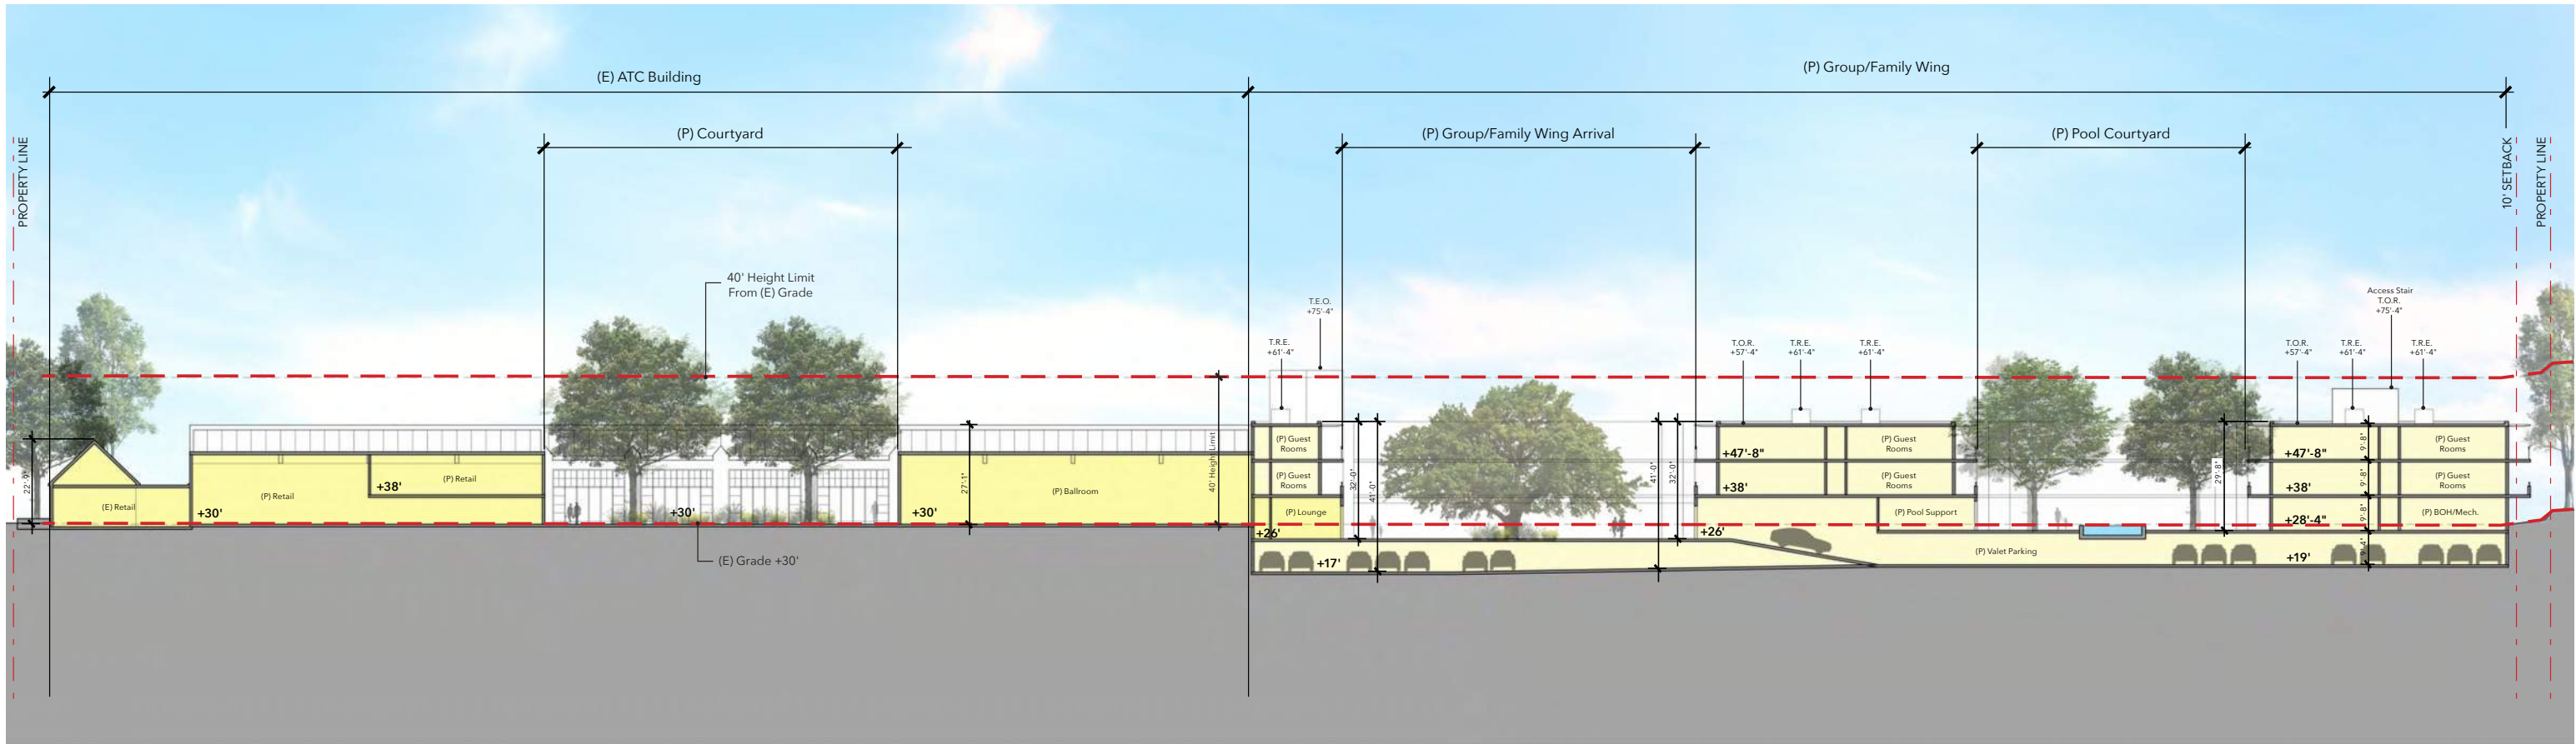 (E) ATC Building
(P) Group/Family Wing
(P) Courtyard
(P) Group/Family Wing Arrival
(P) Pool Courtyard
PROPERTY LINE
10' SETBACK
PROPERTY LINE
40' Height Limit
From (E) Grade
T.E.O.
+75'-4"
Access Stair
T.O.R.
+75'-4"
T.R.E.
+61'-4"
T.O.R.
+57'-4"
T.R.E.
+61'-4"
T.R.E.
+61'-4"
T.O.R.
+57'-4"
T.R.E.
+61'-4"
T.R.E.
+61'-4"
22'-9"
(E) Retail
(P) Retail
+30'
(P) Retail
+38'
+30'
(E) Grade +30'
+30'
27'-1"
(P) Ballroom
40' Height Limit
(P) Guest
Rooms
(P) Guest
Rooms
(P) Lounge
+26'
+17'
32'-0"
41'-0"
41'-0"
32'-0"
+47'-8"
(P) Guest
Rooms
+38'
(P) Guest
Rooms
+26'
(P) Pool Support
(P) Valet Parking
29'-8"
+47'-8"
9'-8"
(P) Guest
Rooms
+38'
9'-8"
(P) Guest
Rooms
+28'-4"
9'-8"
(P) BOH/Mech.
+19'
9'-4"